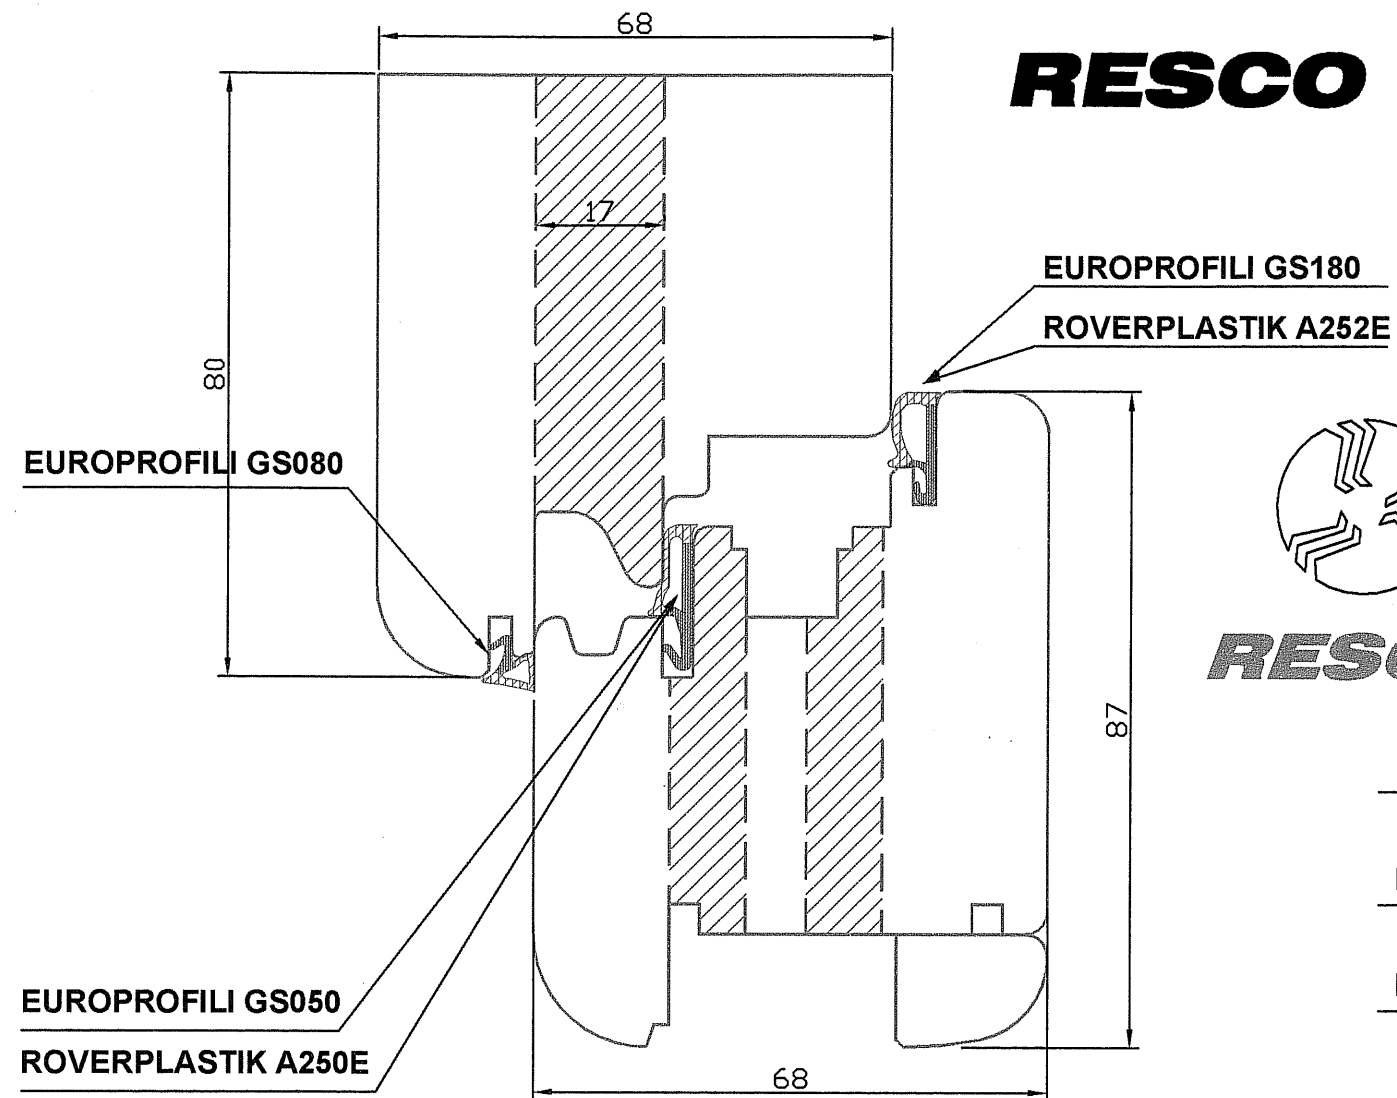 68
RESCO
17
EUROPROFILI GS180
ROVERPLASTIK A252E
80
EUROPROFILI GS080
87
EUROPROFILI GS050
ROVERPLASTIK A250E
68